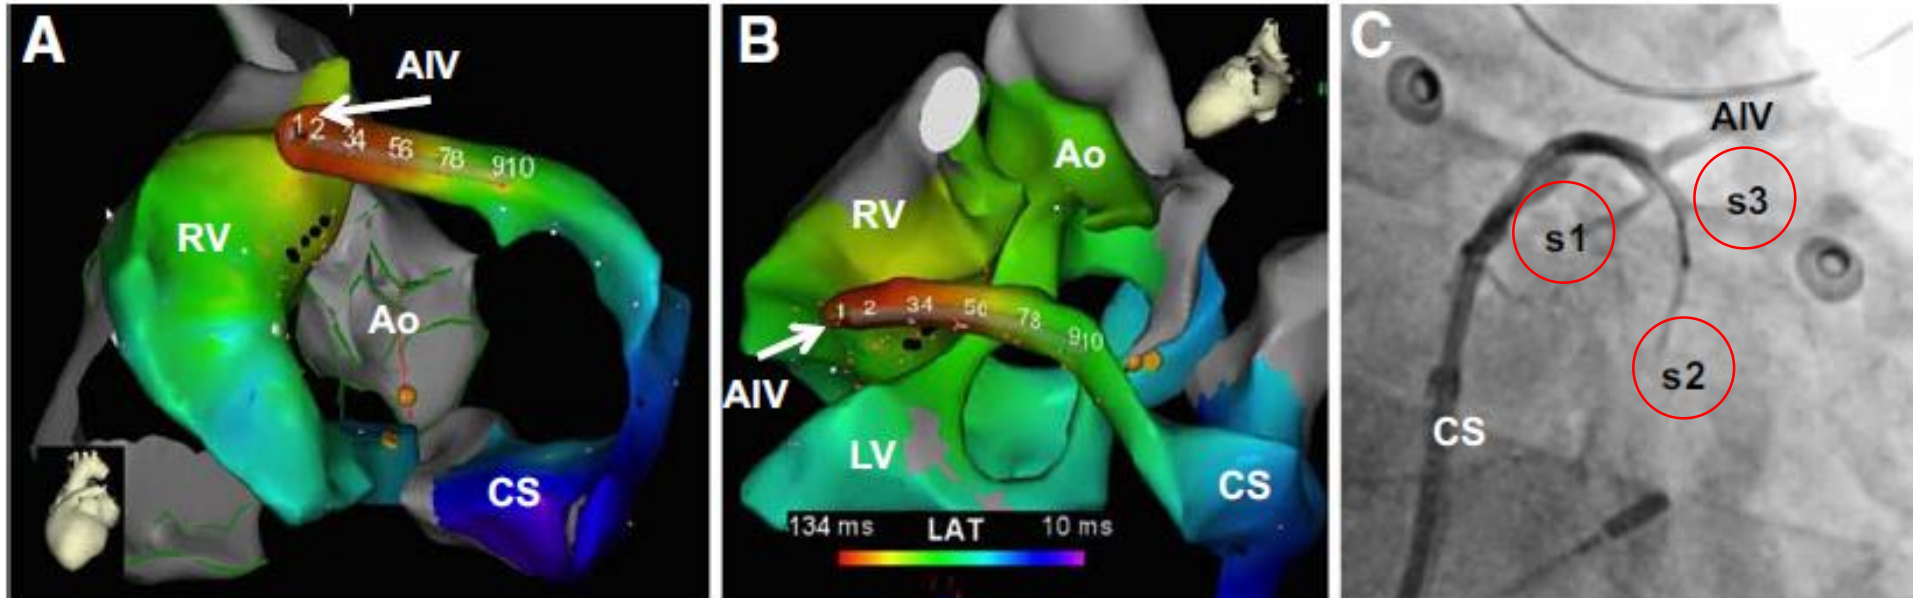 A
AIV
1 2 34 56 78 910
RV
Ao
CS
B
Ao
RV
1 2 34 56 78 910
AIV
LV
CS
-134 ms LAT 10 ms
C
AIV
s1
s3
s2
CS